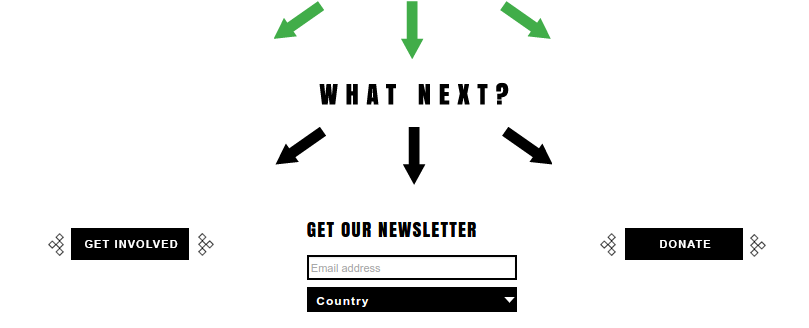 WHAT NEXT?
GET INVOLVED
GET OUR NEWSLETTER
Email address
Country
DONATE